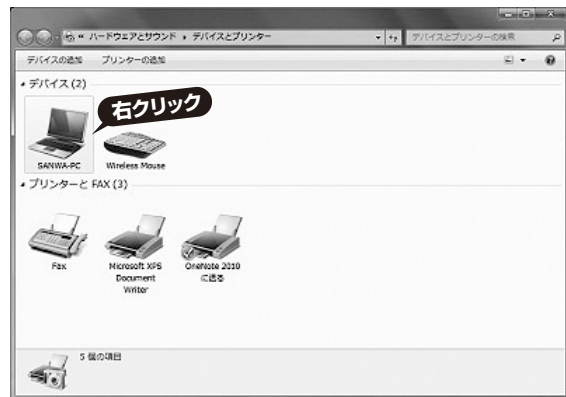 « ハードウェアとサウンド ▸ デバイスとプリンター
デバイスとプリンターの検索
デバイスの追加 プリンターの追加
デバイス (2)
右クリック
SANWA-PC
Wireless Mouse
プリンターと FAX (3)
Fax
Microsoft XPS
Document
Writer
OneNote 2010
に送る
5 個の項目